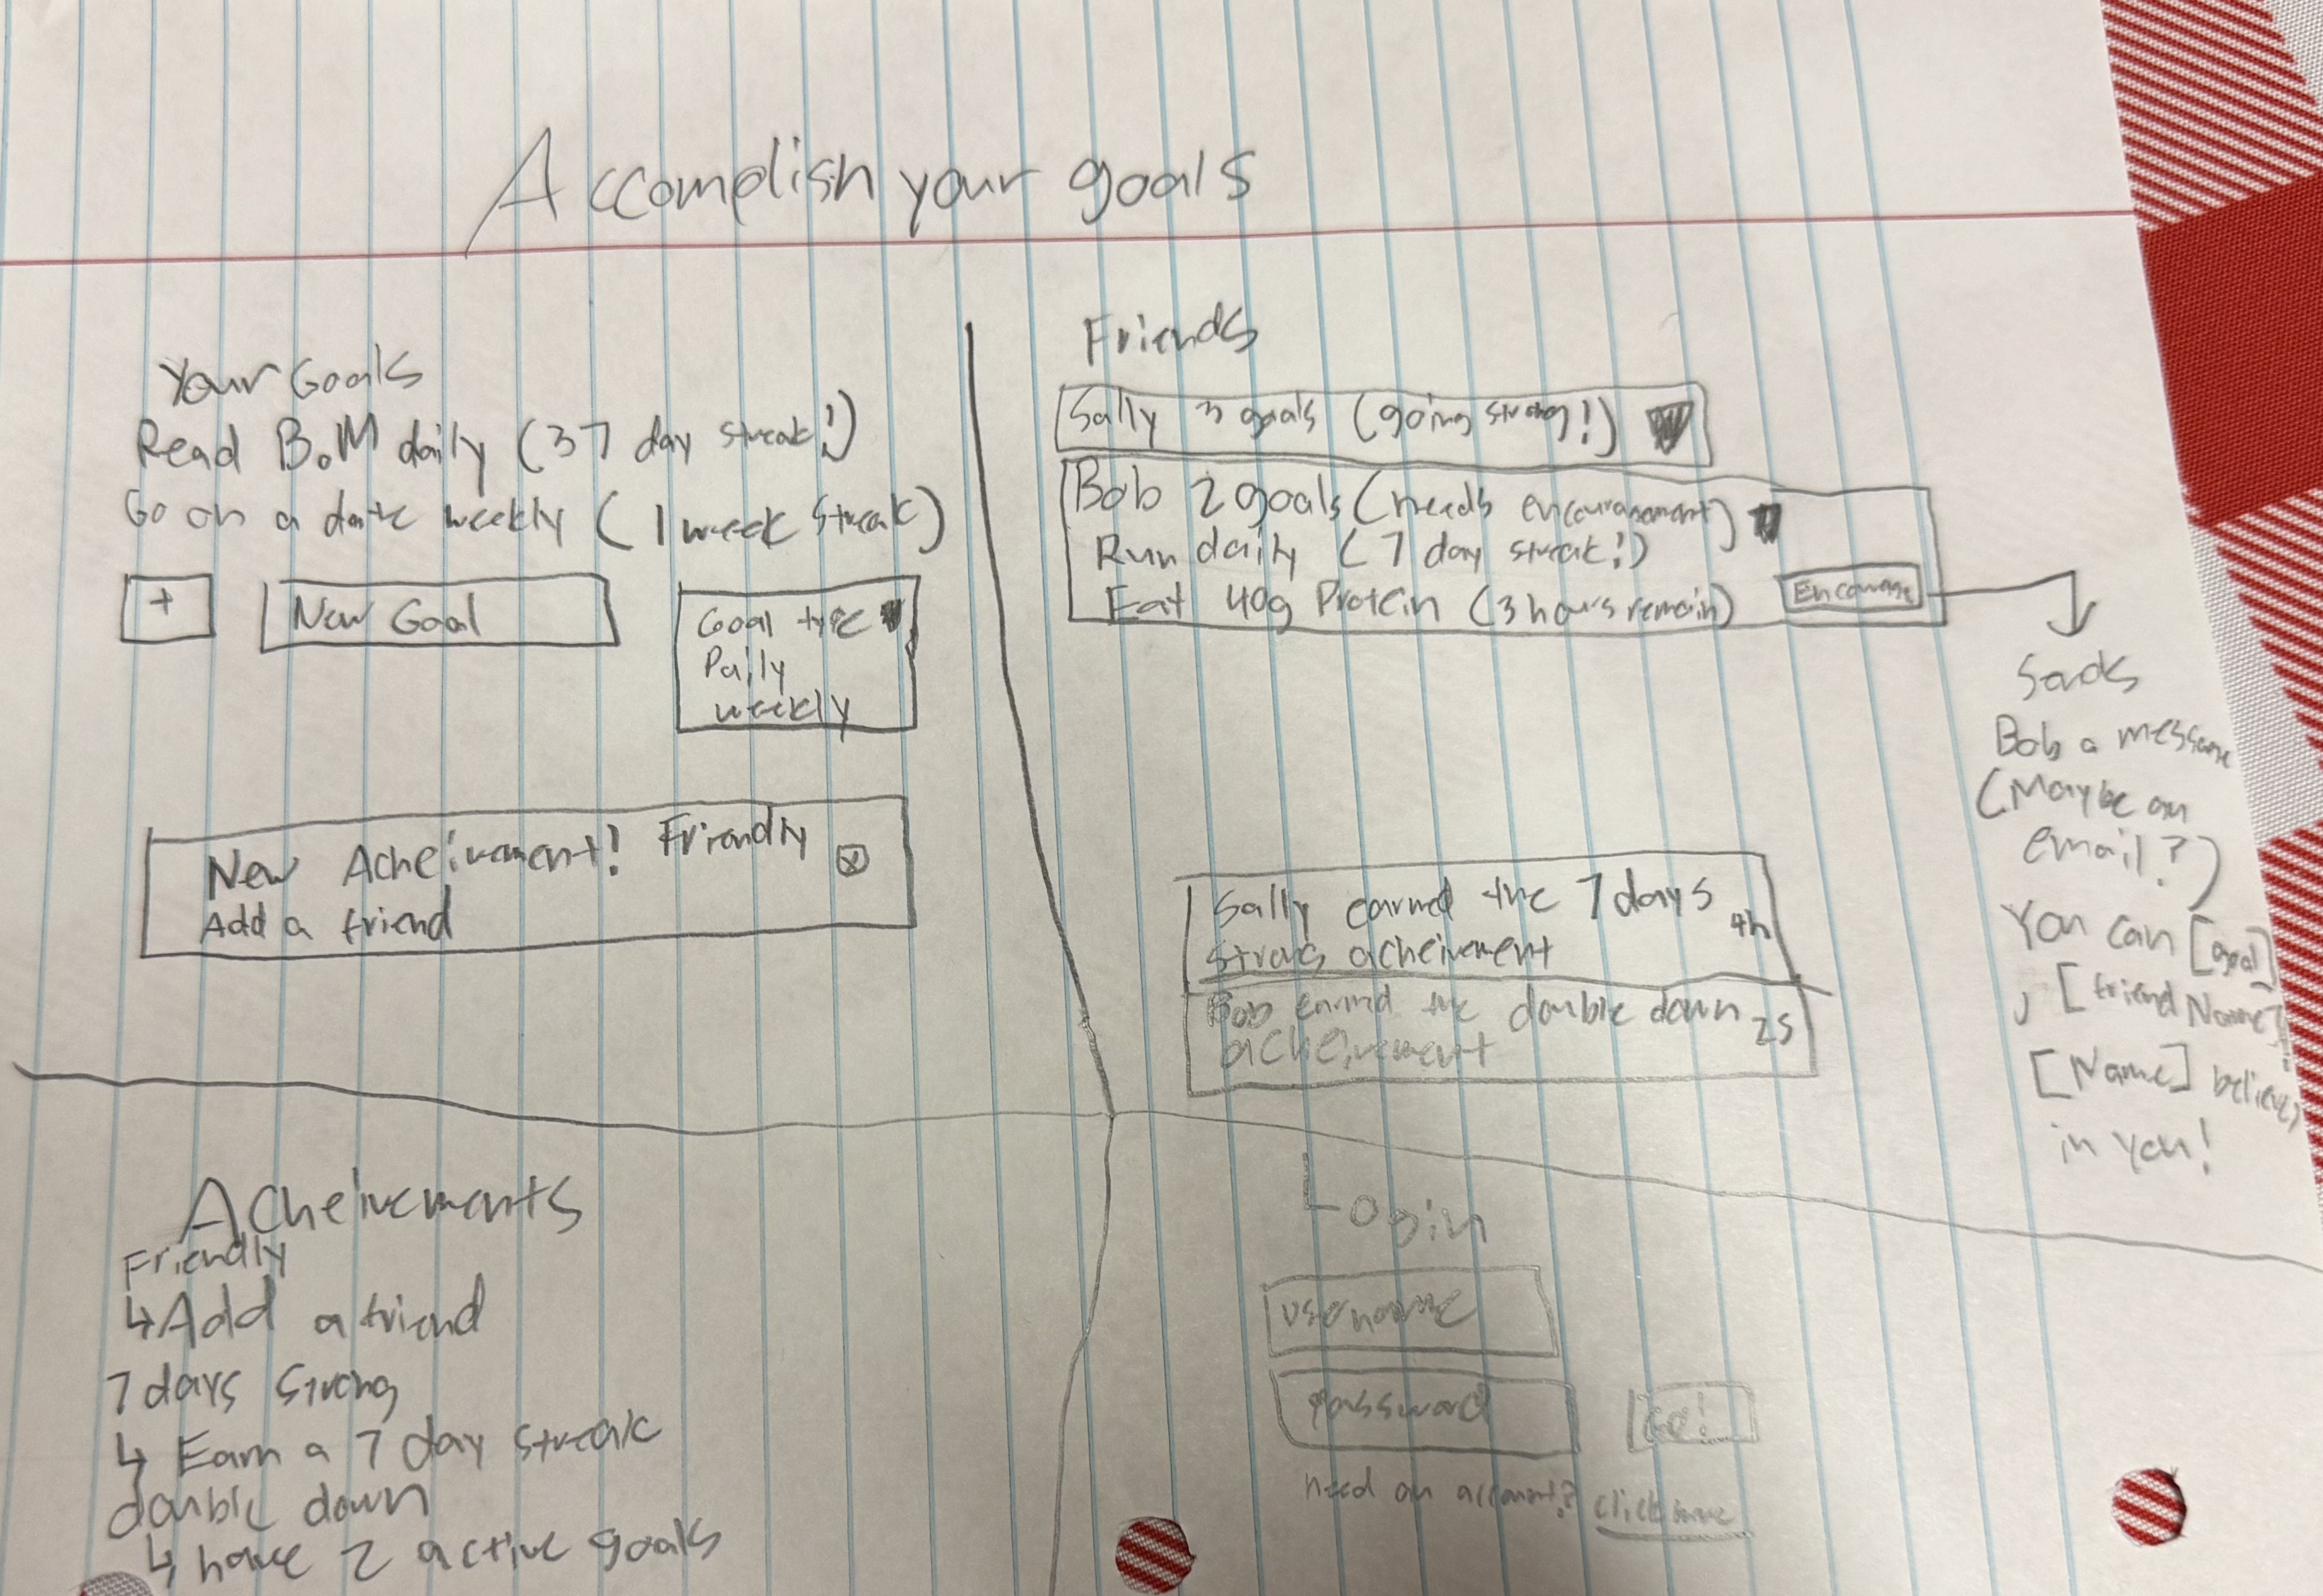 Accomplish your goals
Your Goals
Read B.o.M daily (37 day streak!)
Go on a date weekly (1 week streak)
+
New Goal
Goal type
Daily
weekly
New Acheivement! Friendly
x
Add a friend
Friends
Sally 3 goals (going strong!)
Bob 2 goals (needs encouragement)
Run daily (7 day streak!)
Eat 40g Protein (3 hours remain)
Encourage
Sends
Bob a message
(Maybe an
email?)
You can [goal]
, [friend Name]!
[Name] believes
in you!
Sally earned the 7 days
strong acheivement
4h
Bob earned the double down
acheivement
2s
Acheivements
Friendly
↳Add a friend
7 days strong
↳ Earn a 7 day streak
double down
↳ have 2 active goals
Login
username
password
Go!
need an account? click here